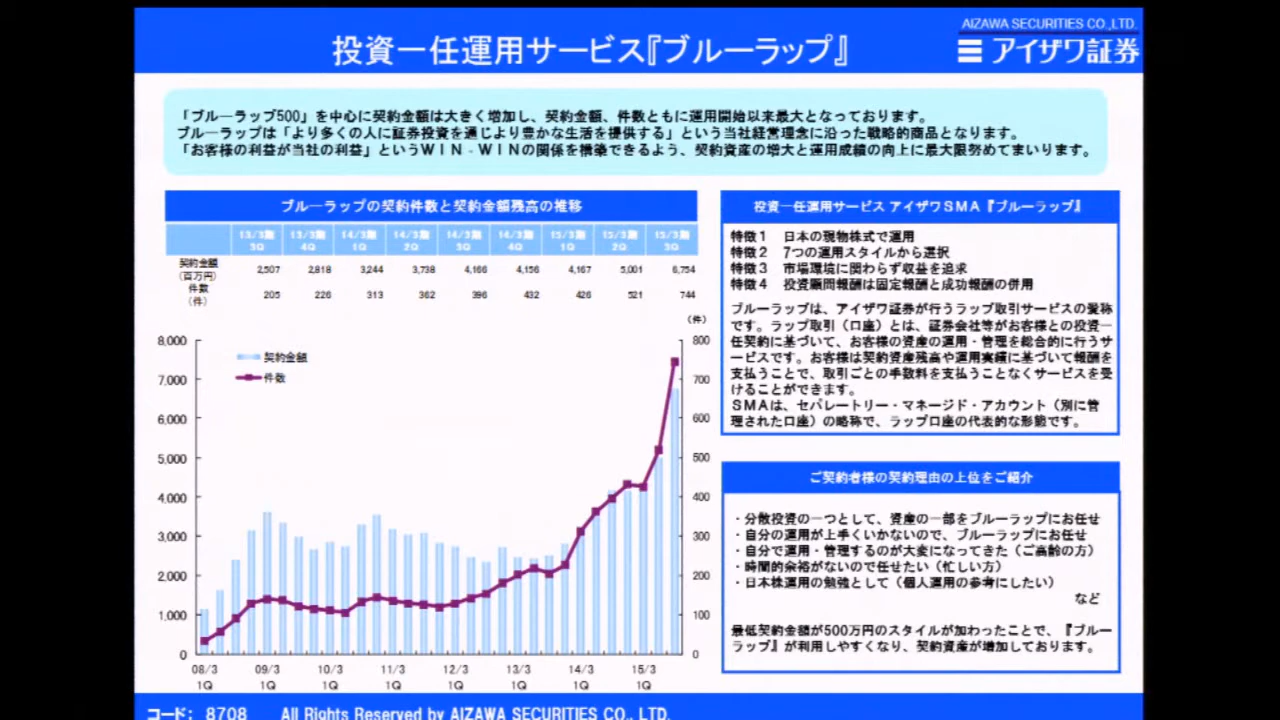 AIZAWA SECURITIES CO.,LTD.
投資一任運用サービス『ブルーラップ』
アイザワ証券
「ブルーラップ500」を中心に契約金額は大きく増加し、契約金額、件数ともに運用開始以来最大となっております。
ブルーラップは「より多くの人に証券投資を通じより豊かな生活を提供する」という当社経営理念に沿った戦略的商品となります。
「お客様の利益が当社の利益」というWIN-WINの関係を構築できるよう、契約資産の増大と運用成績の向上に最大限努めてまいります。
ブルーラップの契約件数と契約金額残高の推移
13/3期 13/3期 14/3期 14/3期 14/3期 14/3期 15/3期 15/3期 15/3期
3Q 4Q 1Q 2Q 3Q 4Q 1Q 2Q 3Q
契約金額
(百万円)
2,507 2,818 3,244 3,738 4,166 4,156 4,167 5,001 6,754
件数
(件)
205 226 313 362 396 432 426 521 744
(件)
8,000
7,000
6,000
5,000
4,000
3,000
2,000
1,000
0
契約金額
件数
800
700
600
500
400
300
200
100
0
08/3 09/3 10/3 11/3 12/3 13/3 14/3 15/3
1Q 1Q 1Q 1Q 1Q 1Q 1Q 1Q
投資一任運用サービス アイザワSMA『ブルーラップ』
特徴1 日本の現物株式で運用
特徴2 7つの運用スタイルから選択
特徴3 市場環境に関わらず収益を追求
特徴4 投資顧問報酬は固定報酬と成功報酬の併用
ブルーラップは、アイザワ証券が行うラップ取引サービスの愛称
です。ラップ取引(口座)とは、証券会社等がお客様との投資一
任契約に基づいて、お客様の資産の運用・管理を総合的に行うサ
ービスです。お客様は契約資産残高や運用実績に基づいて報酬を
支払うことで、取引ごとの手数料を支払うことなくサービスを受
けることができます。
SMAは、セパレートリー・マネージド・アカウント(別に管
理された口座)の略称で、ラップ口座の代表的な形態です。
ご契約者様の契約理由の上位をご紹介
・分散投資の一つとして、資産の一部をブルーラップにお任せ
・自分の運用が上手くいかないので、ブルーラップにお任せ
・自分で運用・管理するのが大変になってきた(ご高齢の方)
・時間的余裕がないので任せたい(忙しい方)
・日本株運用の勉強として(個人運用の参考にしたい)
など
最低契約金額が500万円のスタイルが加わったことで、『ブルー
ラップ』が利用しやすくなり、契約資産が増加しております。
コード: 8708 All Rights Reserved by AIZAWA SECURITIES CO., LTD.